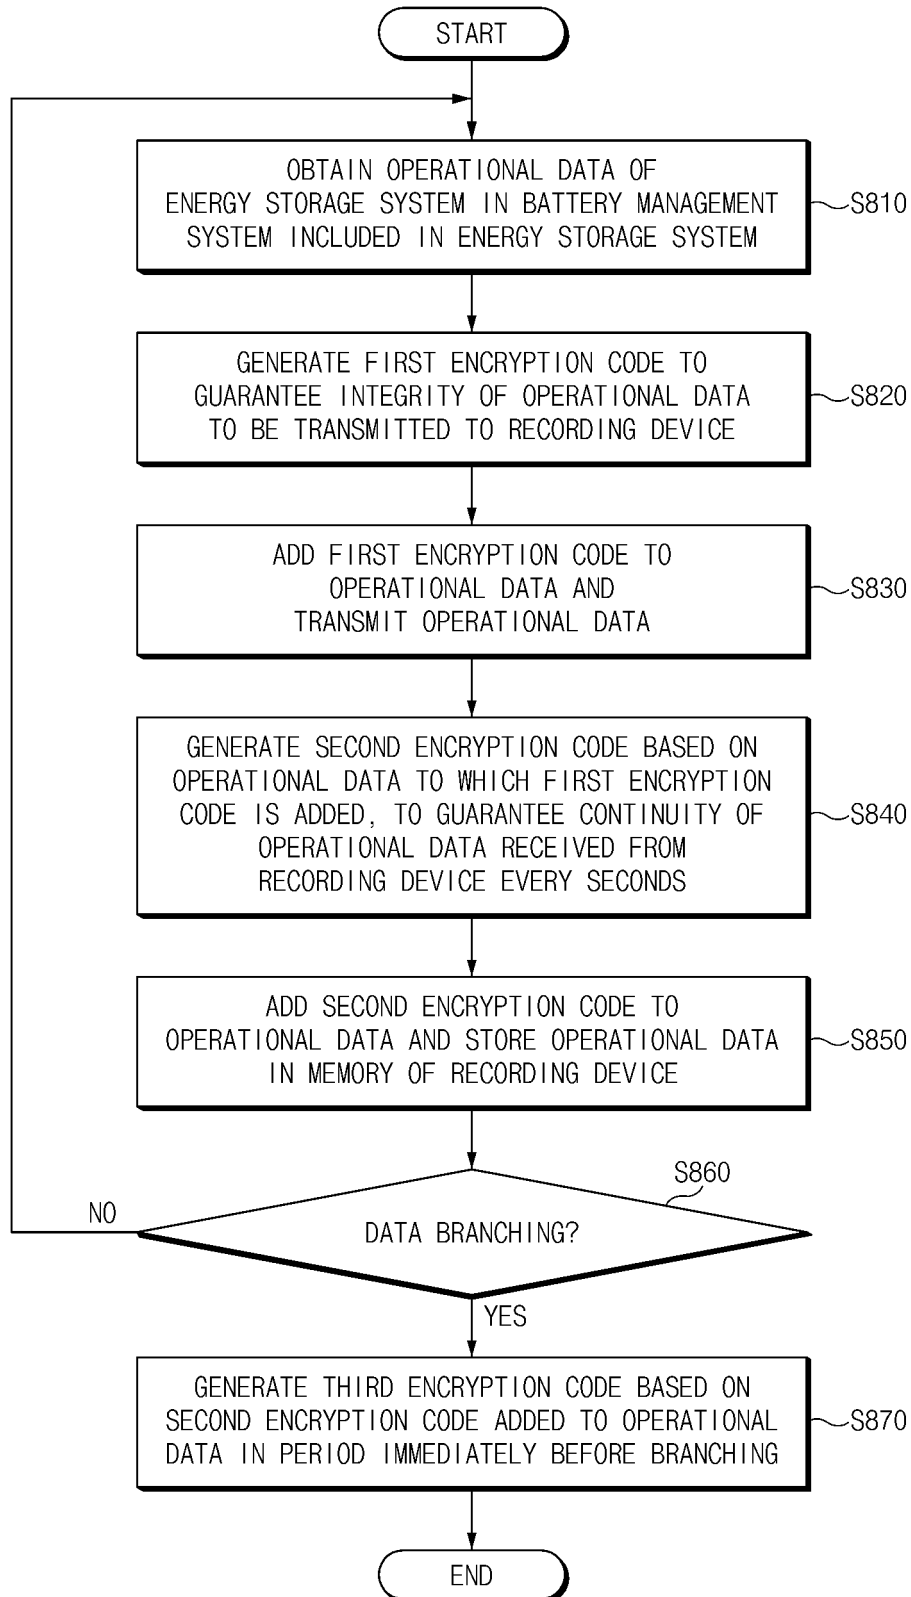 START
OBTAIN OPERATIONAL DATA OF
ENERGY STORAGE SYSTEM IN BATTERY MANAGEMENT
SYSTEM INCLUDED IN ENERGY STORAGE SYSTEM
S810
GENERATE FIRST ENCRYPTION CODE TO
GUARANTEE INTEGRITY OF OPERATIONAL DATA
TO BE TRANSMITTED TO RECORDING DEVICE
S820
ADD FIRST ENCRYPTION CODE TO
OPERATIONAL DATA AND
TRANSMIT OPERATIONAL DATA
S830
GENERATE SECOND ENCRYPTION CODE BASED ON
OPERATIONAL DATA TO WHICH FIRST ENCRYPTION
CODE IS ADDED, TO GUARANTEE CONTINUITY OF
OPERATIONAL DATA RECEIVED FROM
RECORDING DEVICE EVERY SECONDS
S840
ADD SECOND ENCRYPTION CODE TO
OPERATIONAL DATA AND STORE OPERATIONAL DATA
IN MEMORY OF RECORDING DEVICE
S850
S860
NO
DATA BRANCHING?
YES
GENERATE THIRD ENCRYPTION CODE BASED ON
SECOND ENCRYPTION CODE ADDED TO OPERATIONAL
DATA IN PERIOD IMMEDIATELY BEFORE BRANCHING
S870
END